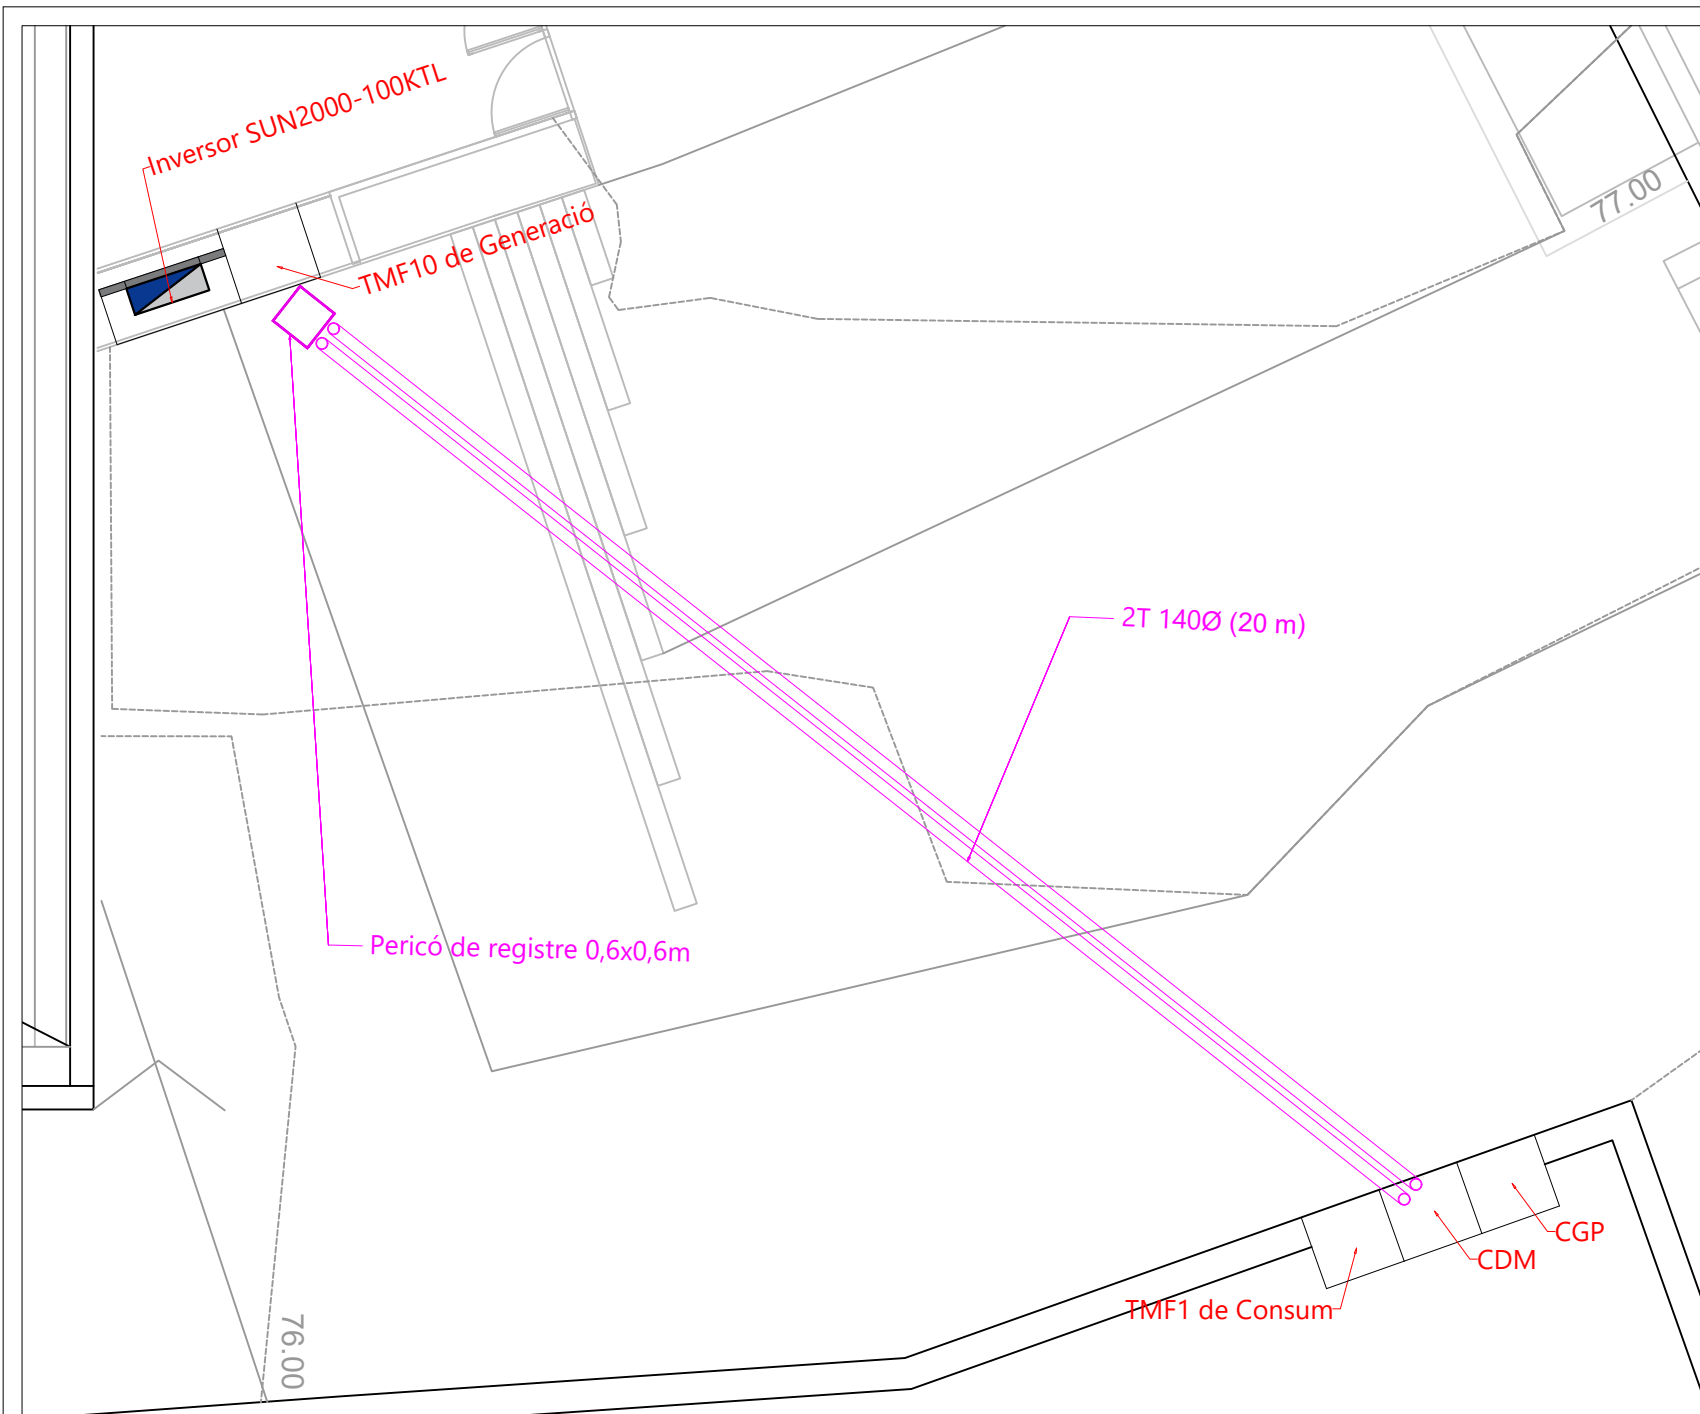 Inversor SUN2000-100KTL
77.00
TMF10 de Generació
2T 140Ø (20 m)
Pericó de registre 0,6x0,6m
CGP
CDM
TMF1 de Consum
76.00